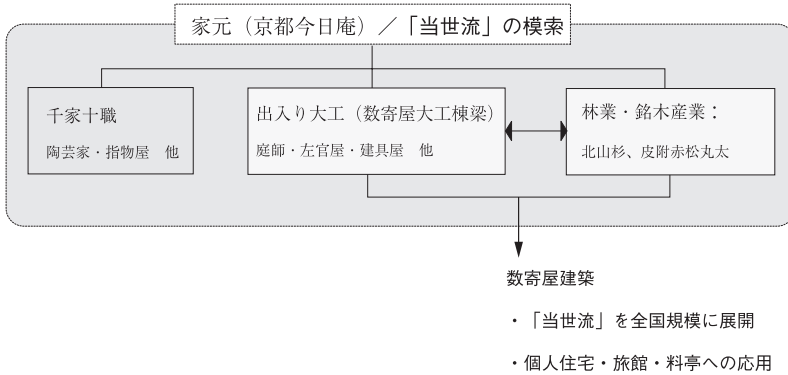 家元（京都今日庵）／「当世流」の模索
千家十職
陶芸家・指物屋　他
出入り大工（数寄屋大工棟梁）
庭師・左官屋・建具屋　他
林業・銘木産業：
北山杉、皮附赤松丸太
数寄屋建築
・「当世流」を全国規模に展開
・個人住宅・旅館・料亭への応用